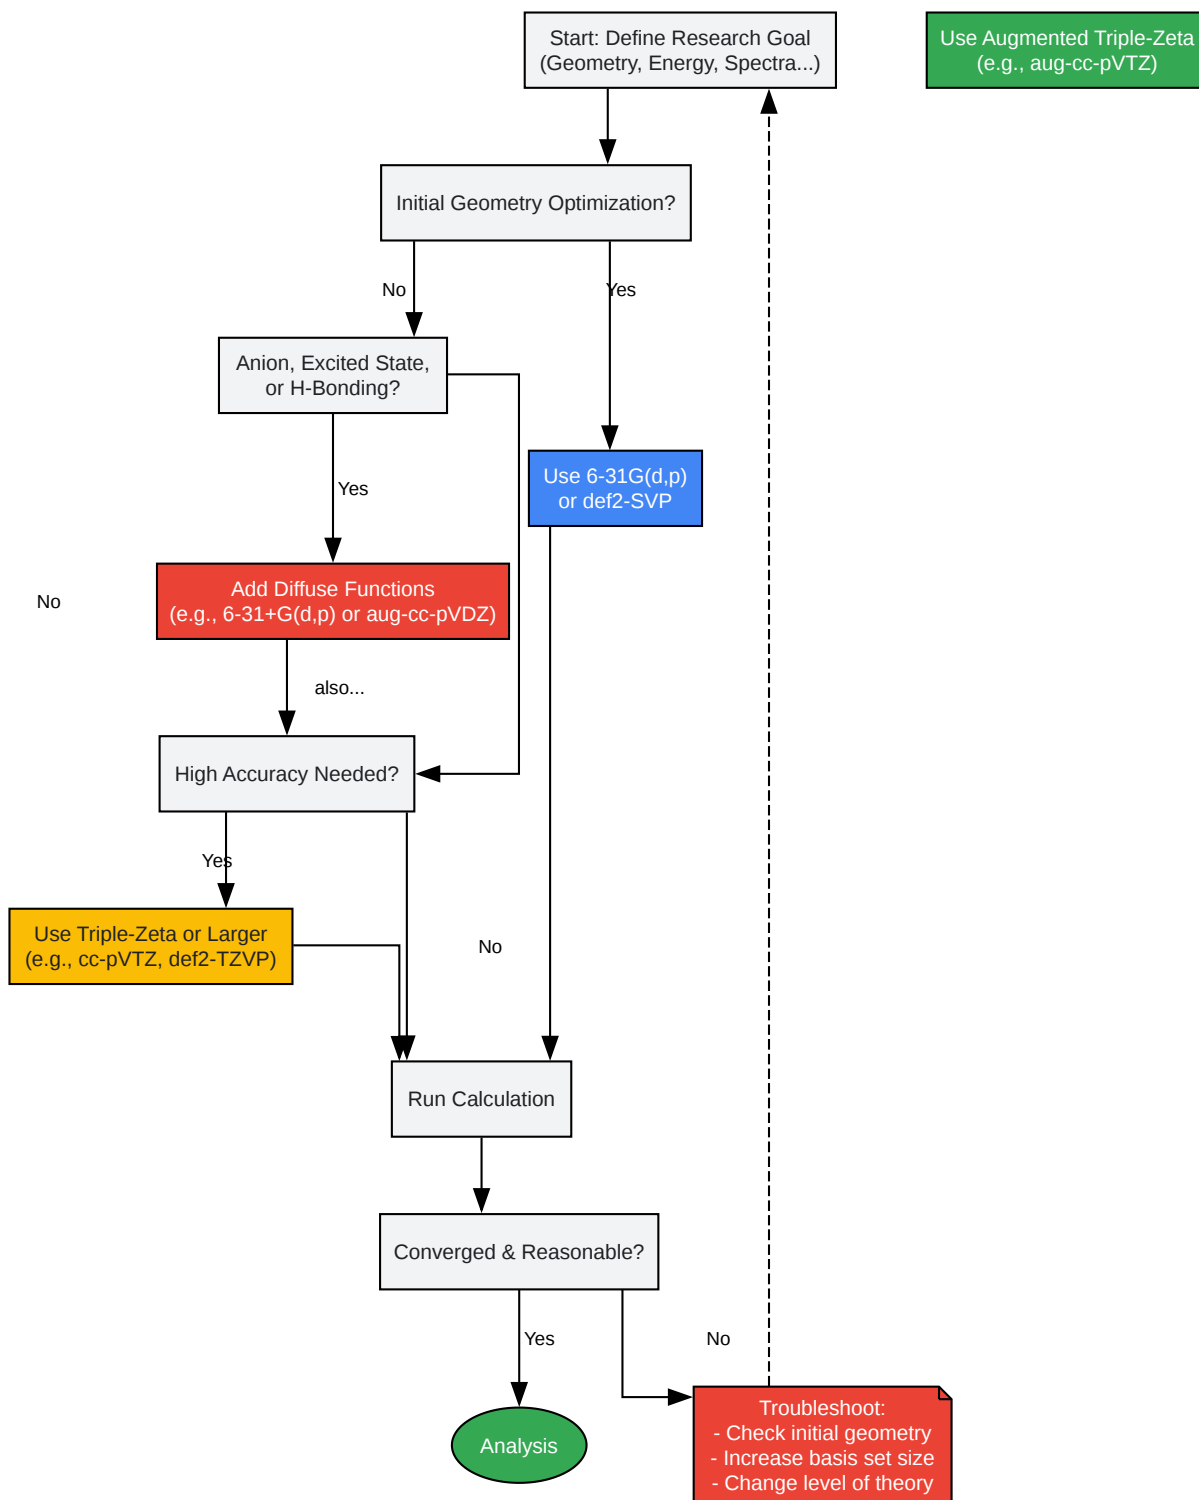 Start: Define Research Goal
(Geometry, Energy, Spectra...)
Use Augmented Triple-Zeta
(e.g., aug-cc-pVTZ)
Initial Geometry Optimization?
No
Yes
Anion, Excited State,
or H-Bonding?
Yes
Use 6-31G(d,p)
or def2-SVP
No
Add Diffuse Functions
(e.g., 6-31+G(d,p) or aug-cc-pVDZ)
also...
High Accuracy Needed?
Yes
Use Triple-Zeta or Larger
(e.g., cc-pVTZ, def2-TZVP)
No
Run Calculation
Converged & Reasonable?
Yes
No
Analysis
Troubleshoot:
- Check initial geometry
- Increase basis set size
- Change level of theory